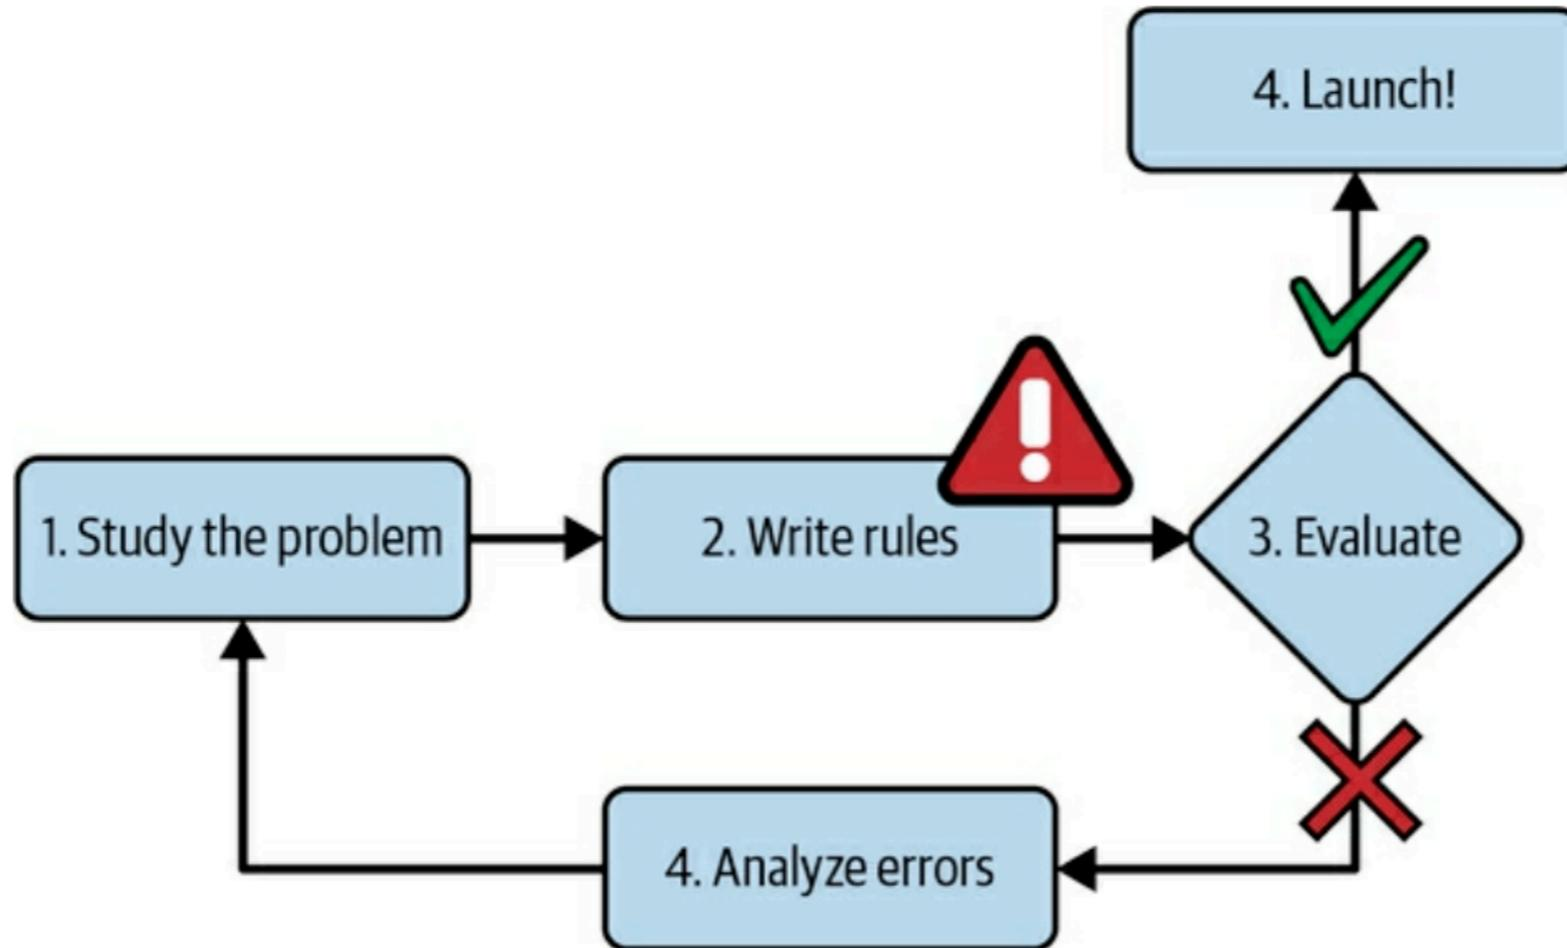 4. Launch!
1. Study the problem
2. Write rules
3. Evaluate
4. Analyze errors